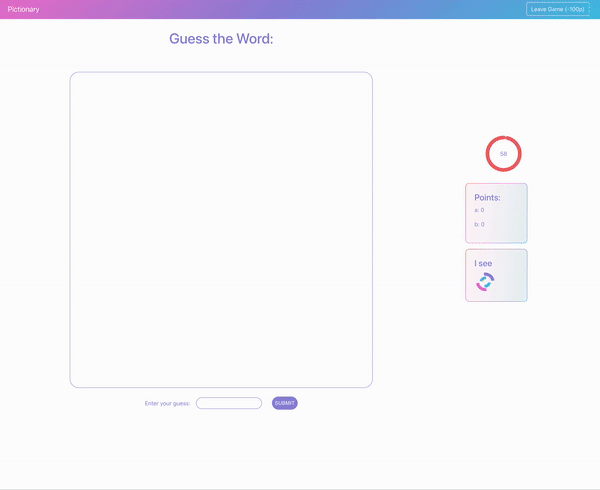 Pictionary
Leave Game (-100p)
Guess the Word:
58
Points:
a: 0
b: 0
I see
Enter your guess:
SUBMIT